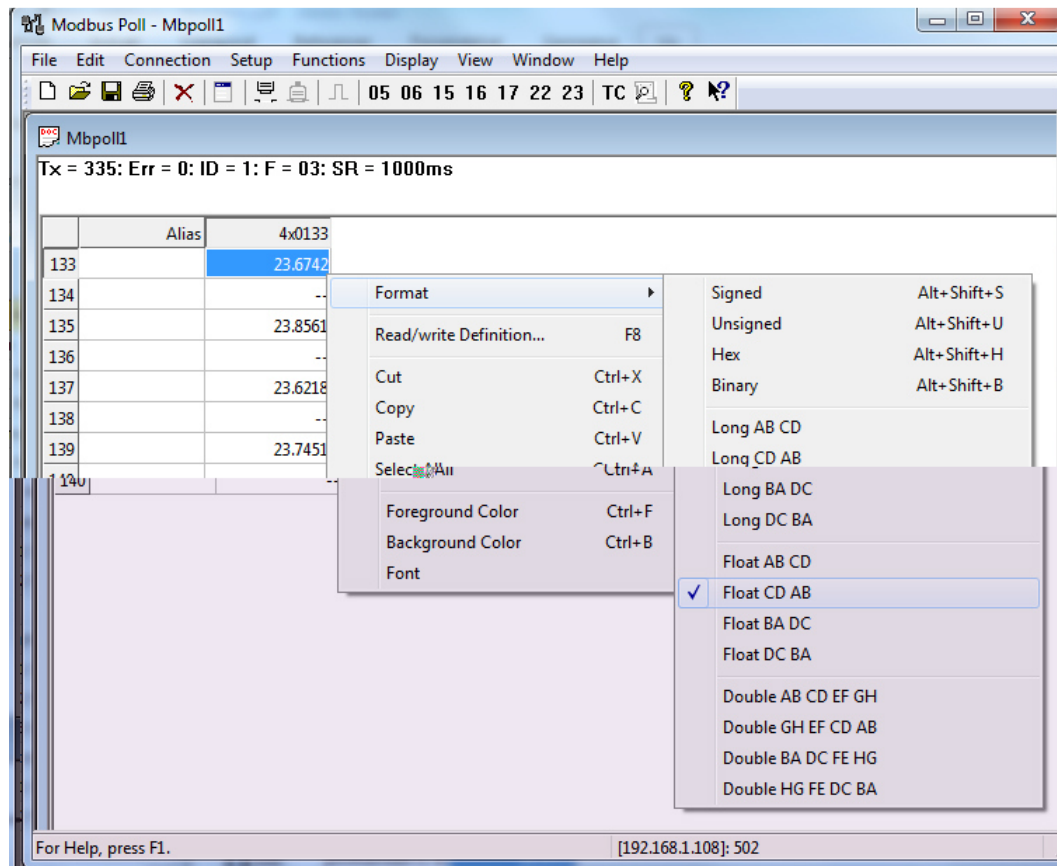 Modbus Poll - Mbpoll1
File Edit Connection Setup Functions Display View Window Help
05 06 15 16 17 22 23 TC
Mbpoll1
Tx = 335: Err = 0: ID = 1: F = 03: SR = 1000ms
Alias 4x0133
133 23.6742
134 --
135 23.8561
136 --
137 23.6218
138 --
139 23.7451
140 --
Format
Read/write Definition... F8
Cut Ctrl+X
Copy Ctrl+C
Paste Ctrl+V
Select All Ctrl+A
Foreground Color Ctrl+F
Background Color Ctrl+B
Font
Signed Alt+Shift+S
Unsigned Alt+Shift+U
Hex Alt+Shift+H
Binary Alt+Shift+B
Long AB CD
Long CD AB
Long BA DC
Long DC BA
Float AB CD
Float CD AB
Float BA DC
Float DC BA
Double AB CD EF GH
Double GH EF CD AB
Double BA DC FE HG
Double HG FE DC BA
For Help, press F1. [192.168.1.108]: 502